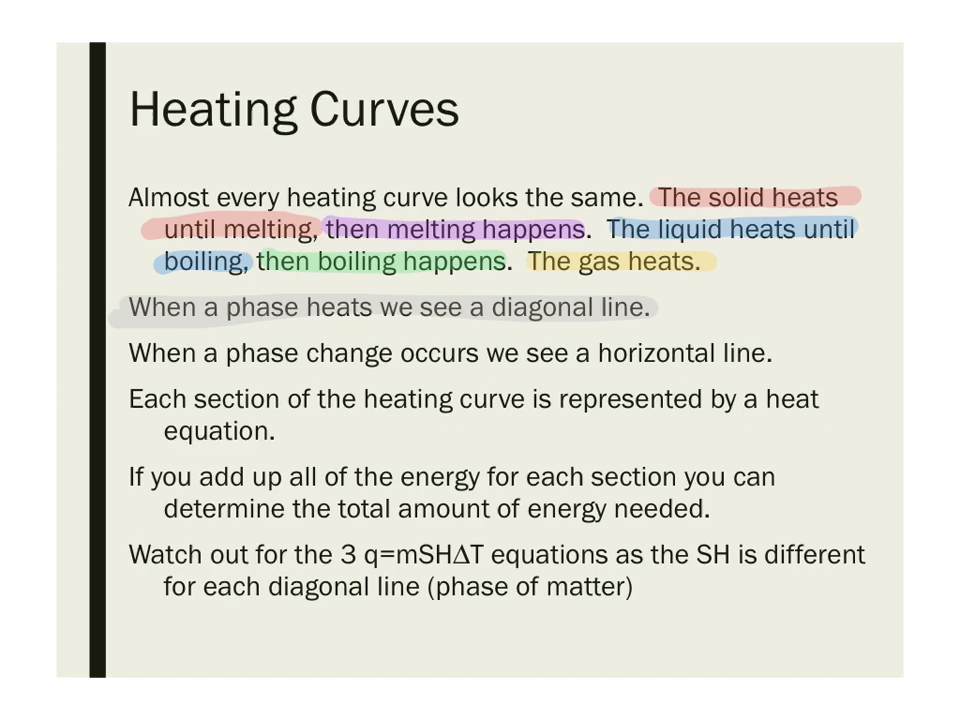 Heating Curves
Almost every heating curve looks the same.  The solid heats
until melting, then melting happens.  The liquid heats until
boiling, then boiling happens.  The gas heats.
When a phase heats we see a diagonal line.
When a phase change occurs we see a horizontal line.
Each section of the heating curve is represented by a heat
equation.
If you add up all of the energy for each section you can
determine the total amount of energy needed.
Watch out for the 3 q=mSHΔT equations as the SH is different
for each diagonal line (phase of matter)